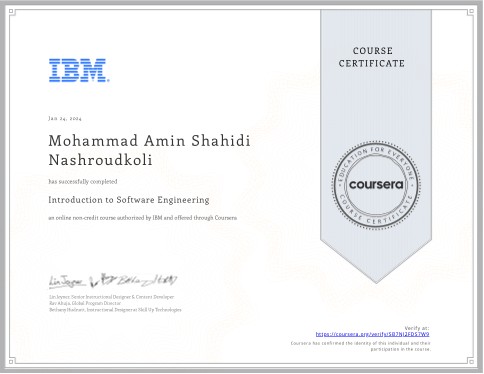 IBM
COURSE
CERTIFICATE
Jan 24, 2024
Mohammad Amin Shahidi
Nashroudkoli
has successfully completed
Introduction to Software Engineering
an online non-credit course authorized by IBM and offered through Coursera
EDUCATION FOR EVERYONE
coursera
COURSE CERTIFICATE
Lin Joyner, Senior Instructional Designer & Content Developer
Rav Ahuja, Global Program Director
Bethany Hudnutt, Instructional Designer at Skill-Up Technologies
Verify at:
https://coursera.org/verify/
Coursera has confirmed the identity of this individual and their
participation in the course.